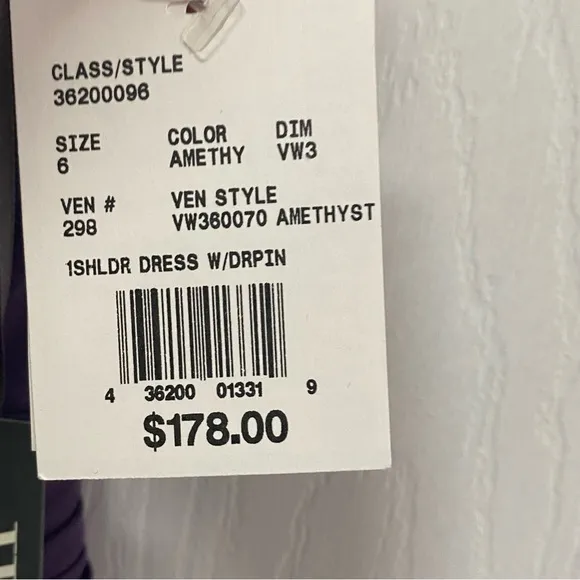 CLASS/STYLE
36200096
SIZE COLOR DIM
6 AMETHY VW3
VEN # VEN STYLE
298 VW360070 AMETHYST
1SHLDR DRESS W/DRPIN
4 36200 01331 9
$178.00